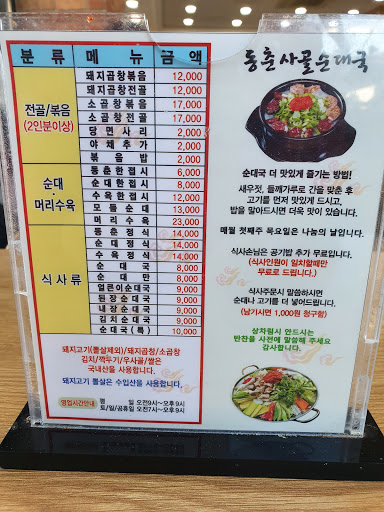 분 류 메 뉴 금 액
전골/볶음
(2인분이상)
돼지곱창볶음 12,000
돼지곱창전골 12,000
소곱창볶음 17,000
소곱창전골 17,000
당면사리 2,000
야채추가 2,000
볶음밥 2,000
순대
·
머리수육
순대한접시 6,000
순대한접시 8,000
수육한접시 12,000
모듬순대 13,000
머리수육 23,000
식사류
동춘정식 14,000
순대정식 14,000
수육정식 14,000
순대국 8,000
순대탕 8,000
얼큰이순대국 9,000
된장순대국 9,000
내장순대국 9,000
김치순대국 9,000
순대국(특) 10,000
돼지고기(뽈살제외)/돼지곱창/소곱창
김치/깍두기/우사골/쌀은
국내산을 사용합니다.
돼지고기 뽈살은 수입산을 사용합니다.
영업시간안내 평 일 오전9시~오후9시
토/일/공휴일 오전7시~오후9시
동춘사골순대국
순대국 더 맛있게 즐기는 방법!
새우젓, 들깨가루로 간을 맞춘 후
고기를 먼저 맛있게 드시고,
밥을 말아드시면 더욱 맛이 있습니다.
매월 첫째주 목요일은 나눔의 날입니다.
식사손님은 공기밥 추가 무료입니다.
(식사인원이 일치할때만
무료로 드립니다.)
식사주문시 말씀하시면
순대나 고기를 더 넣어드립니다.
(남기시면 1,000원 청구함)
상차림시 안드시는
반찬을 사전에 말씀해 주세요
감사합니다.